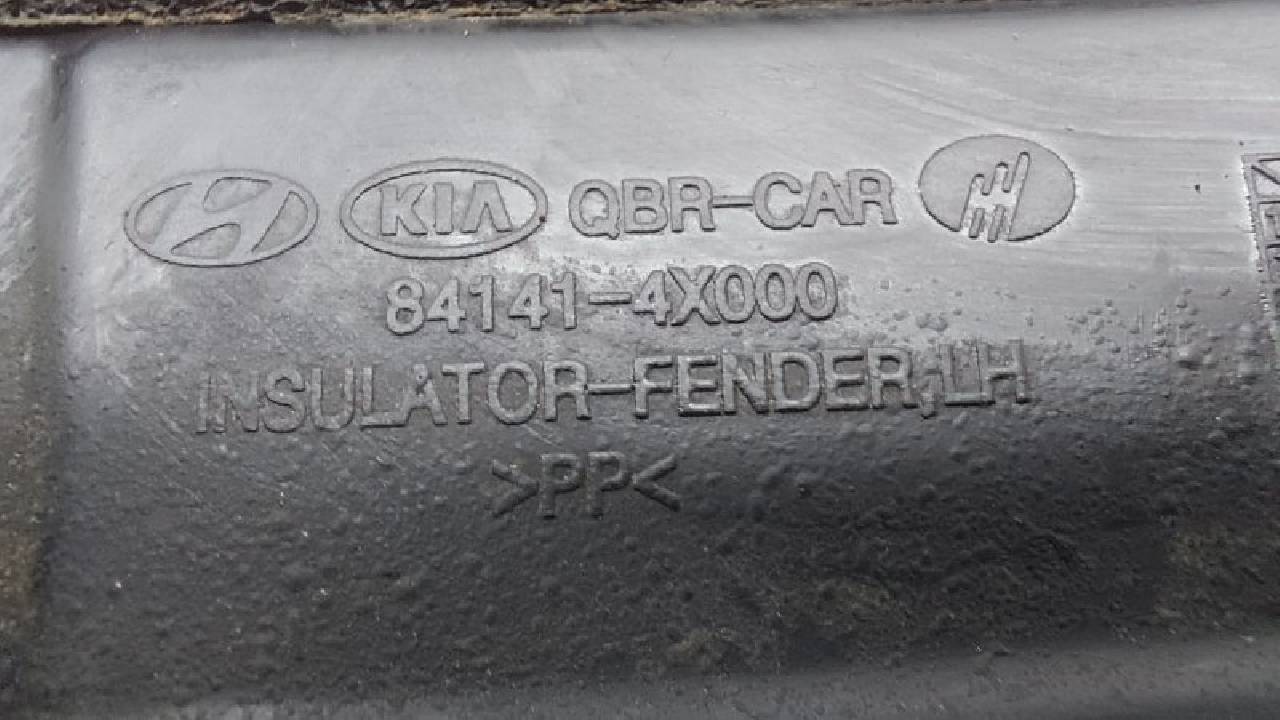 KIA QBR-CAR
84141-4X000
INSULATOR-FENDER,LH
>PP<